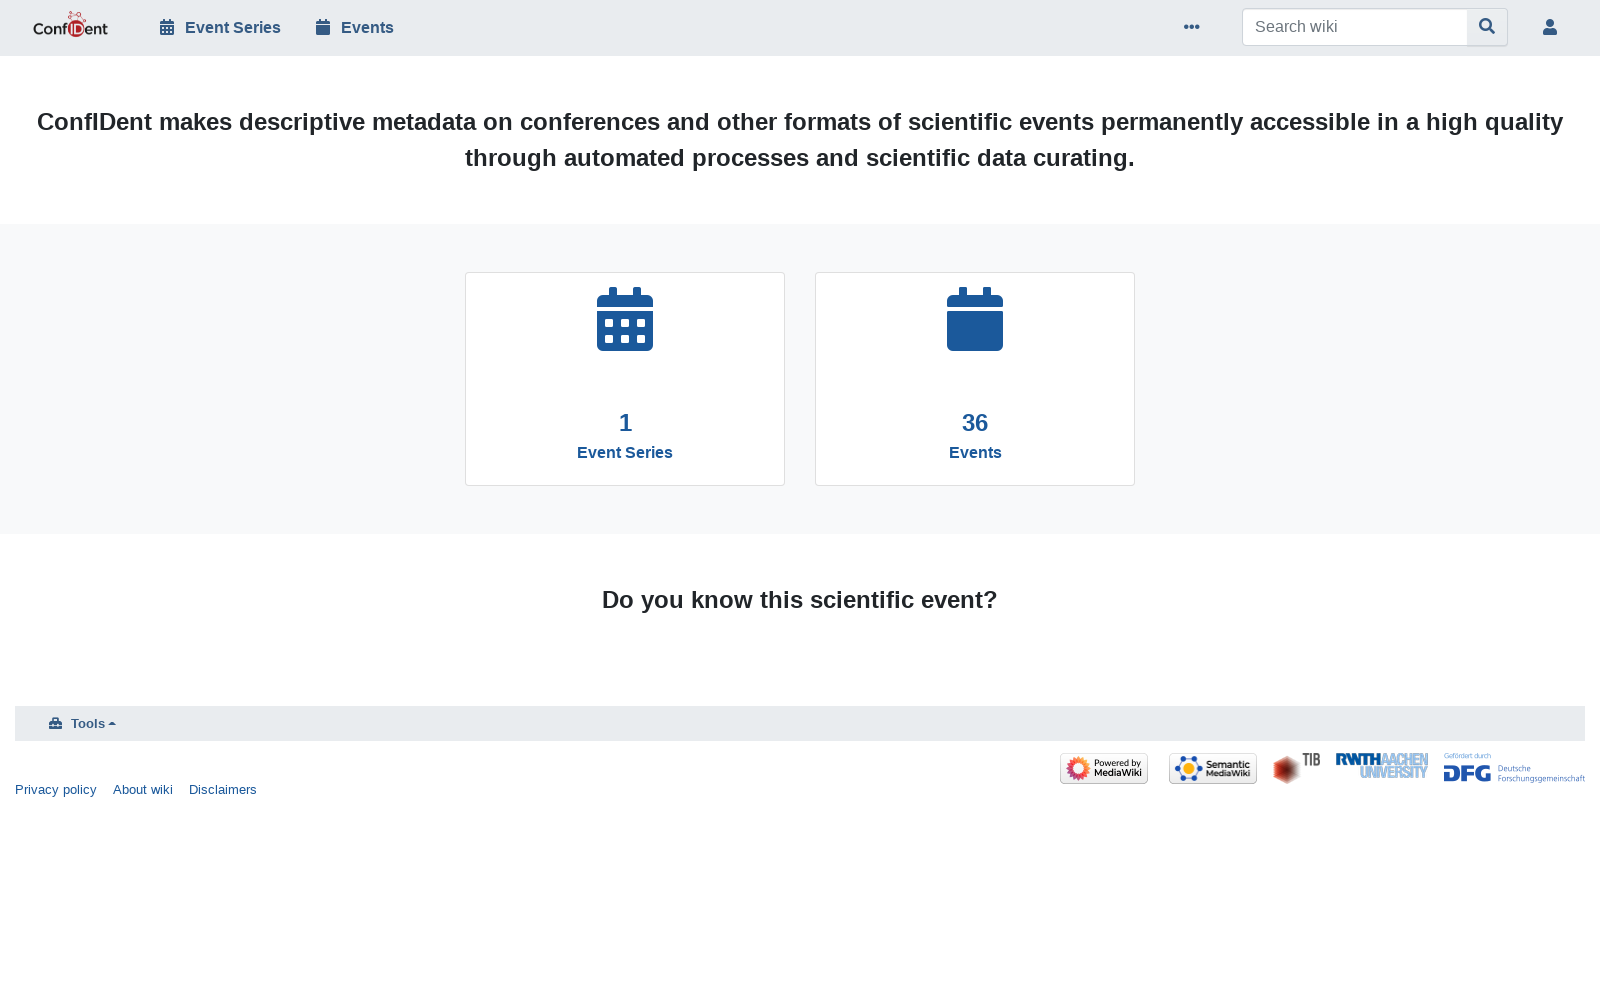 ConfIDent
Event Series
Events
Search wiki
ConfIDent makes descriptive metadata on conferences and other formats of scientific events permanently accessible in a high quality
through automated processes and scientific data curating.
1
Event Series
36
Events
Do you know this scientific event?
Tools
Powered by
MediaWiki
Semantic
MediaWiki
TIB
RWTHAACHEN
UNIVERSITY
Gefördert durch
DFG
Deutsche
Forschungsgemeinschaft
Privacy policy
About wiki
Disclaimers